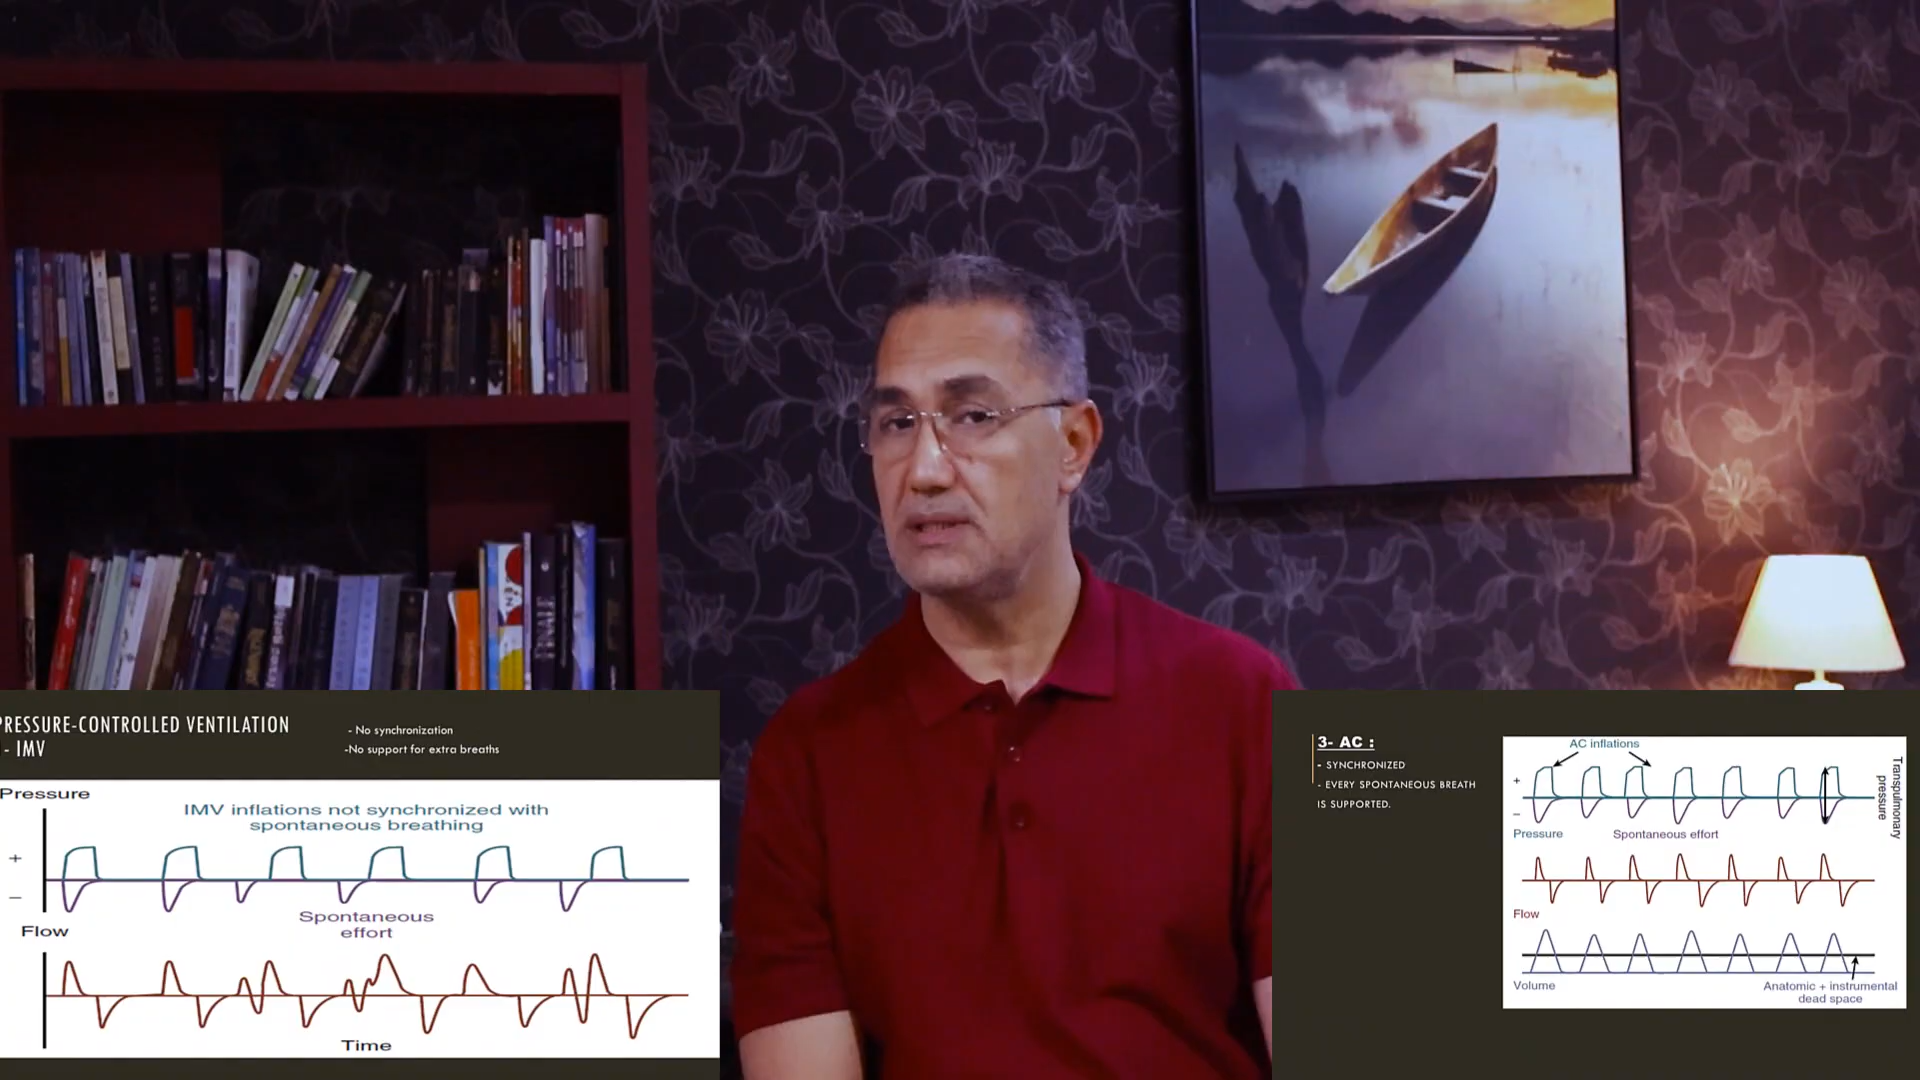 PRESSURE-CONTROLLED VENTILATION
- IMV
- No synchronization
-No support for extra breaths
Pressure
IMV inflations not synchronized with
spontaneous breathing
+
−
Spontaneous
effort
Flow
Time
3- AC :
- SYNCHRONIZED
- EVERY SPONTANEOUS BREATH
IS SUPPORTED.
AC inflations
+
−
Transpulmonary
pressure
Pressure
Spontaneous effort
Flow
Volume
Anatomic + instrumental
dead space